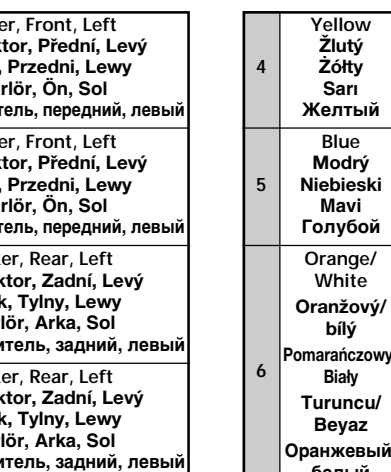 er, Front, Left
tor, Přední, Levý
, Przedni, Lewy
rlör, Ön, Sol
тель, передний, левый
er, Front, Left
tor, Přední, Levý
, Przedni, Lewy
rlör, Ön, Sol
тель, передний, левый
er, Rear, Left
ktor, Zadní, Levý
k, Tylny, Lewy
lör, Arka, Sol
итель, задний, левый
er, Rear, Left
ktor, Zadní, Levý
k, Tylny, Lewy
lör, Arka, Sol
итель, задний, левый
4
Yellow
Žlutý
Żółty
Sarı
Желтый
5
Blue
Modrý
Niebieski
Mavi
Голубой
6
Orange/
White
Oranžový/
bílý
Pomarańczowy
Biały
Turuncu/
Beyaz
Оранжевый
белый